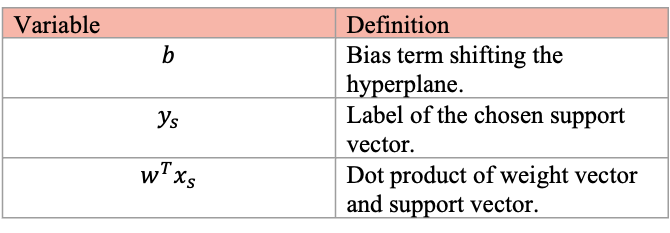 Variable Definition
b Bias term shifting the
hyperplane.
yₛ Label of the chosen support
vector.
wᵀxₛ Dot product of weight vector
and support vector.